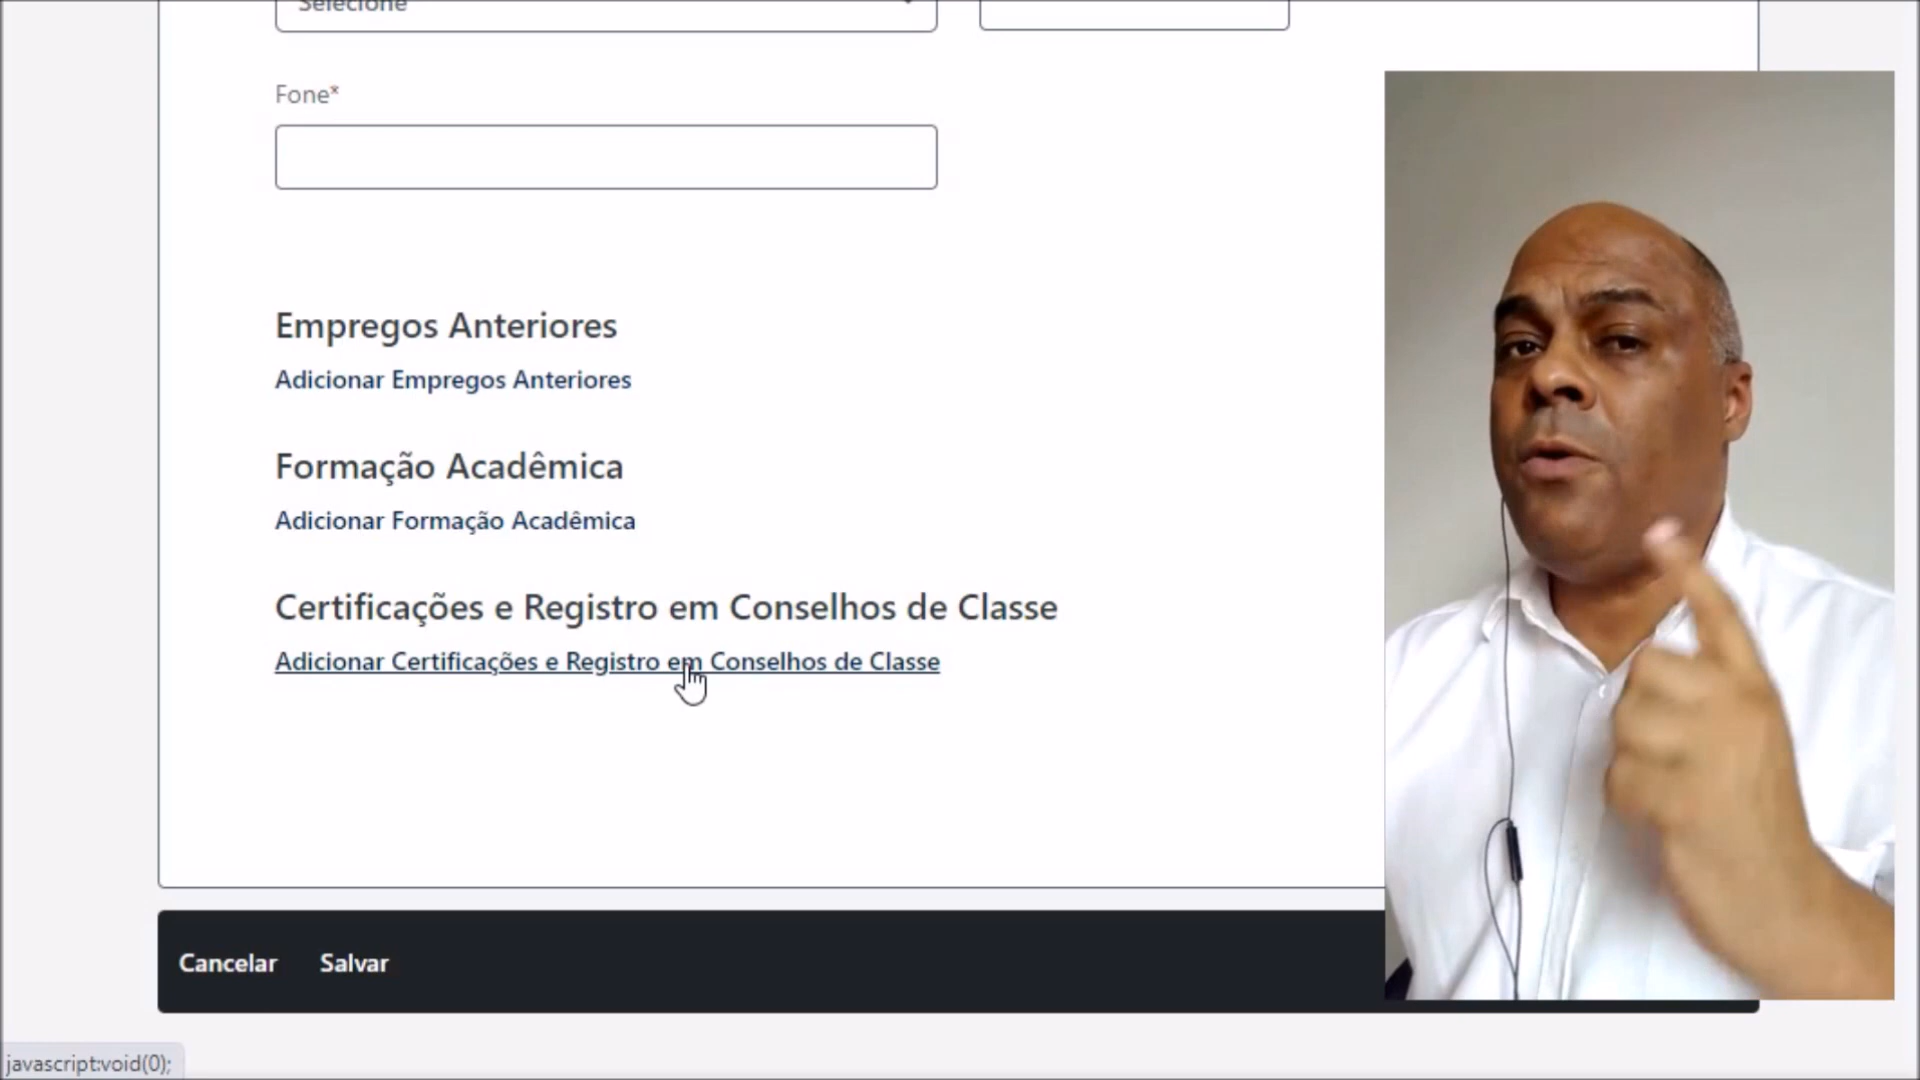 Selecione
Fone*
Empregos Anteriores
Adicionar Empregos Anteriores
Formação Acadêmica
Adicionar Formação Acadêmica
Certificações e Registro em Conselhos de Classe
Adicionar Certificações e Registro em Conselhos de Classe
Cancelar Salvar
javascript:void(0);